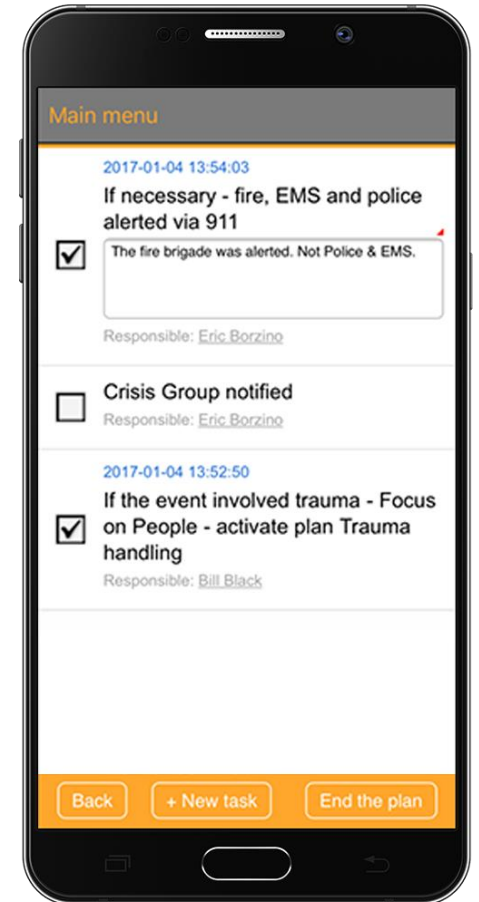 Main menu
2017-01-04 13:54:03
If necessary - fire, EMS and police
alerted via 911
The fire brigade was alerted. Not Police & EMS.
Responsible: Eric Borzino
Crisis Group notified
Responsible: Eric Borzino
2017-01-04 13:52:50
If the event involved trauma - Focus
on People - activate plan Trauma
handling
Responsible: Bill Black
Back
+ New task
End the plan